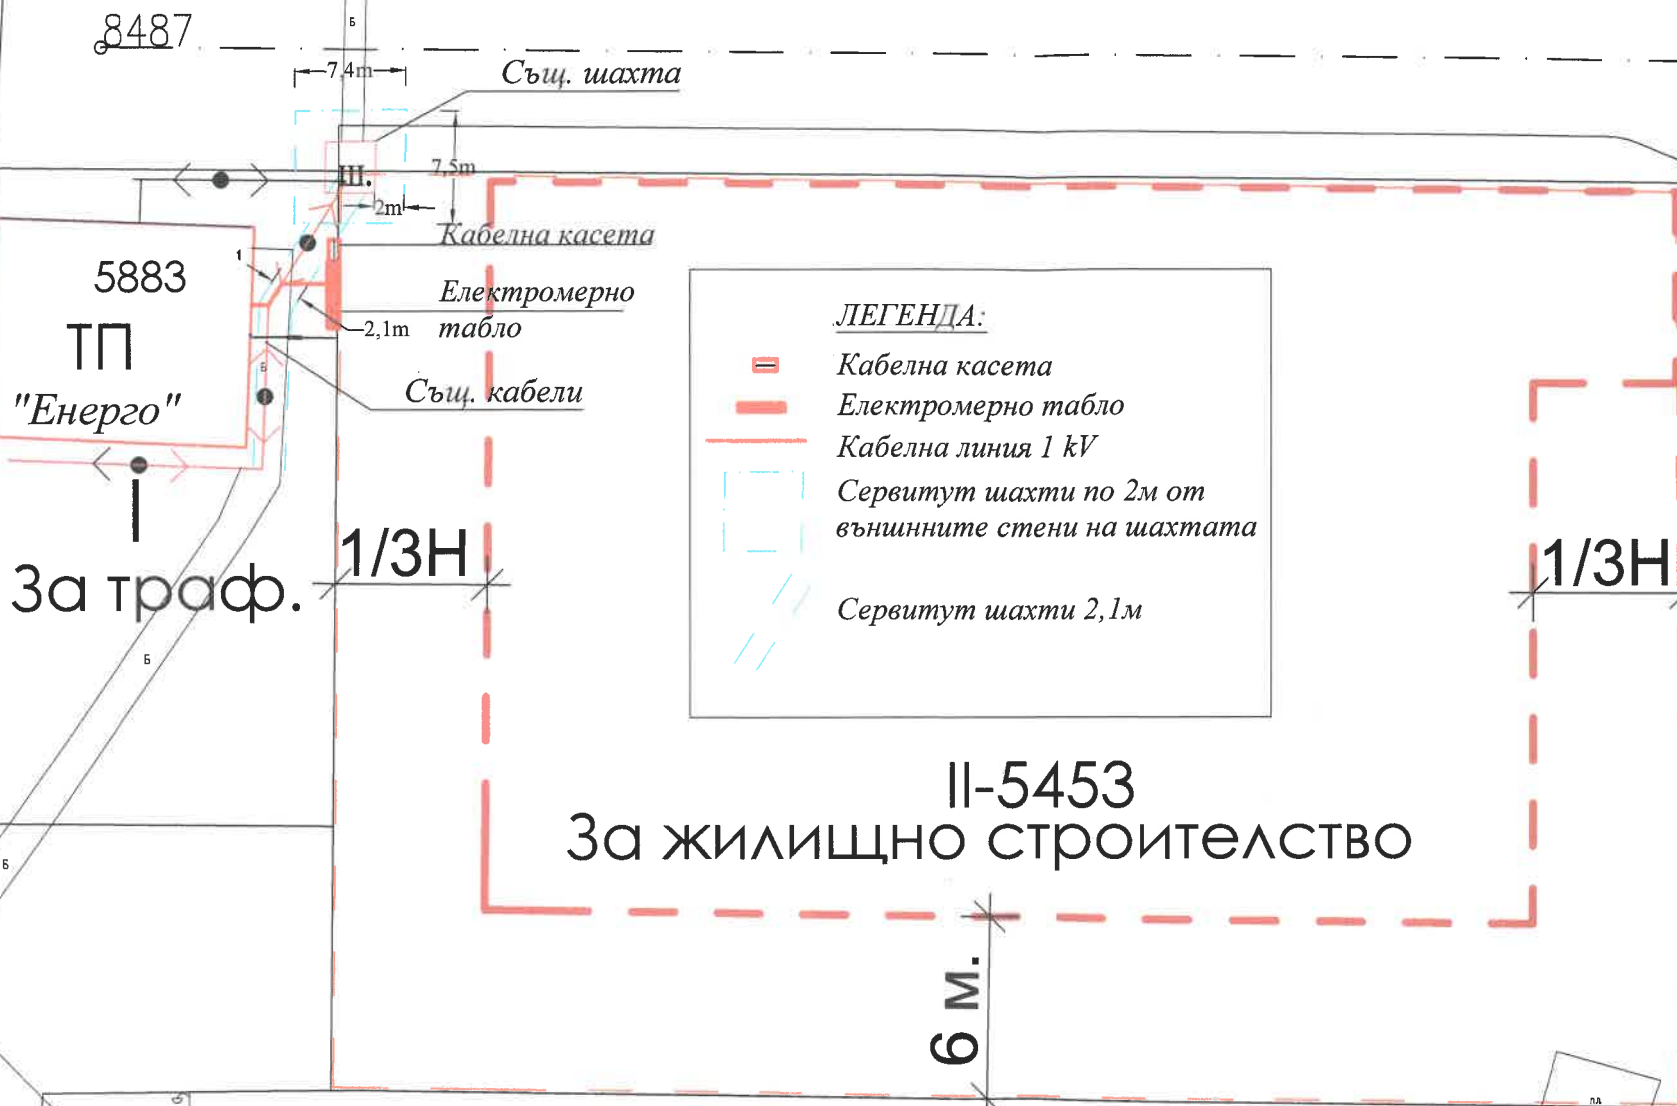 8487
Б
7,4m
Същ. шахта
7,5m
Ш.
2m
Кабелна касета
5883
1
ТП
"Енерго"
Електромерно
табло
2,1m
Б
Същ. кабели
ЛЕГЕНДА:
Кабелна касета
Електромерно табло
Кабелна линия 1 kV
Сервитут шахти по 2м от
външнните стени на шахтата
Сервитут шахти 2,1м
I
За траф.
1/3Н
1/3Н
Б
Б
II-5453
За жилищно строителство
6 м.